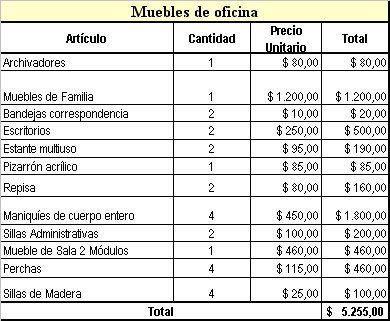 Muebles de oficina
Artículo Cantidad Precio Unitario Total
Archivadores 1 $ 80,00 $ 80,00
Muebles de Familia 1 $ 1.200,00 $ 1.200,00
Bandejas correspondencia 2 $ 10,00 $ 20,00
Escritorios 2 $ 250,00 $ 500,00
Estante multiuso 2 $ 95,00 $ 190,00
Pizarrón acrílico 1 $ 85,00 $ 85,00
Repisa 2 $ 80,00 $ 160,00
Maniquíes de cuerpo entero 4 $ 450,00 $ 1.800,00
Sillas Administrativas 2 $ 100,00 $ 200,00
Mueble de Sala 2 Módulos 1 $ 460,00 $ 460,00
Perchas 4 $ 115,00 $ 460,00
Sillas de Madera 4 $ 25,00 $ 100,00
Total $ 5.255,00